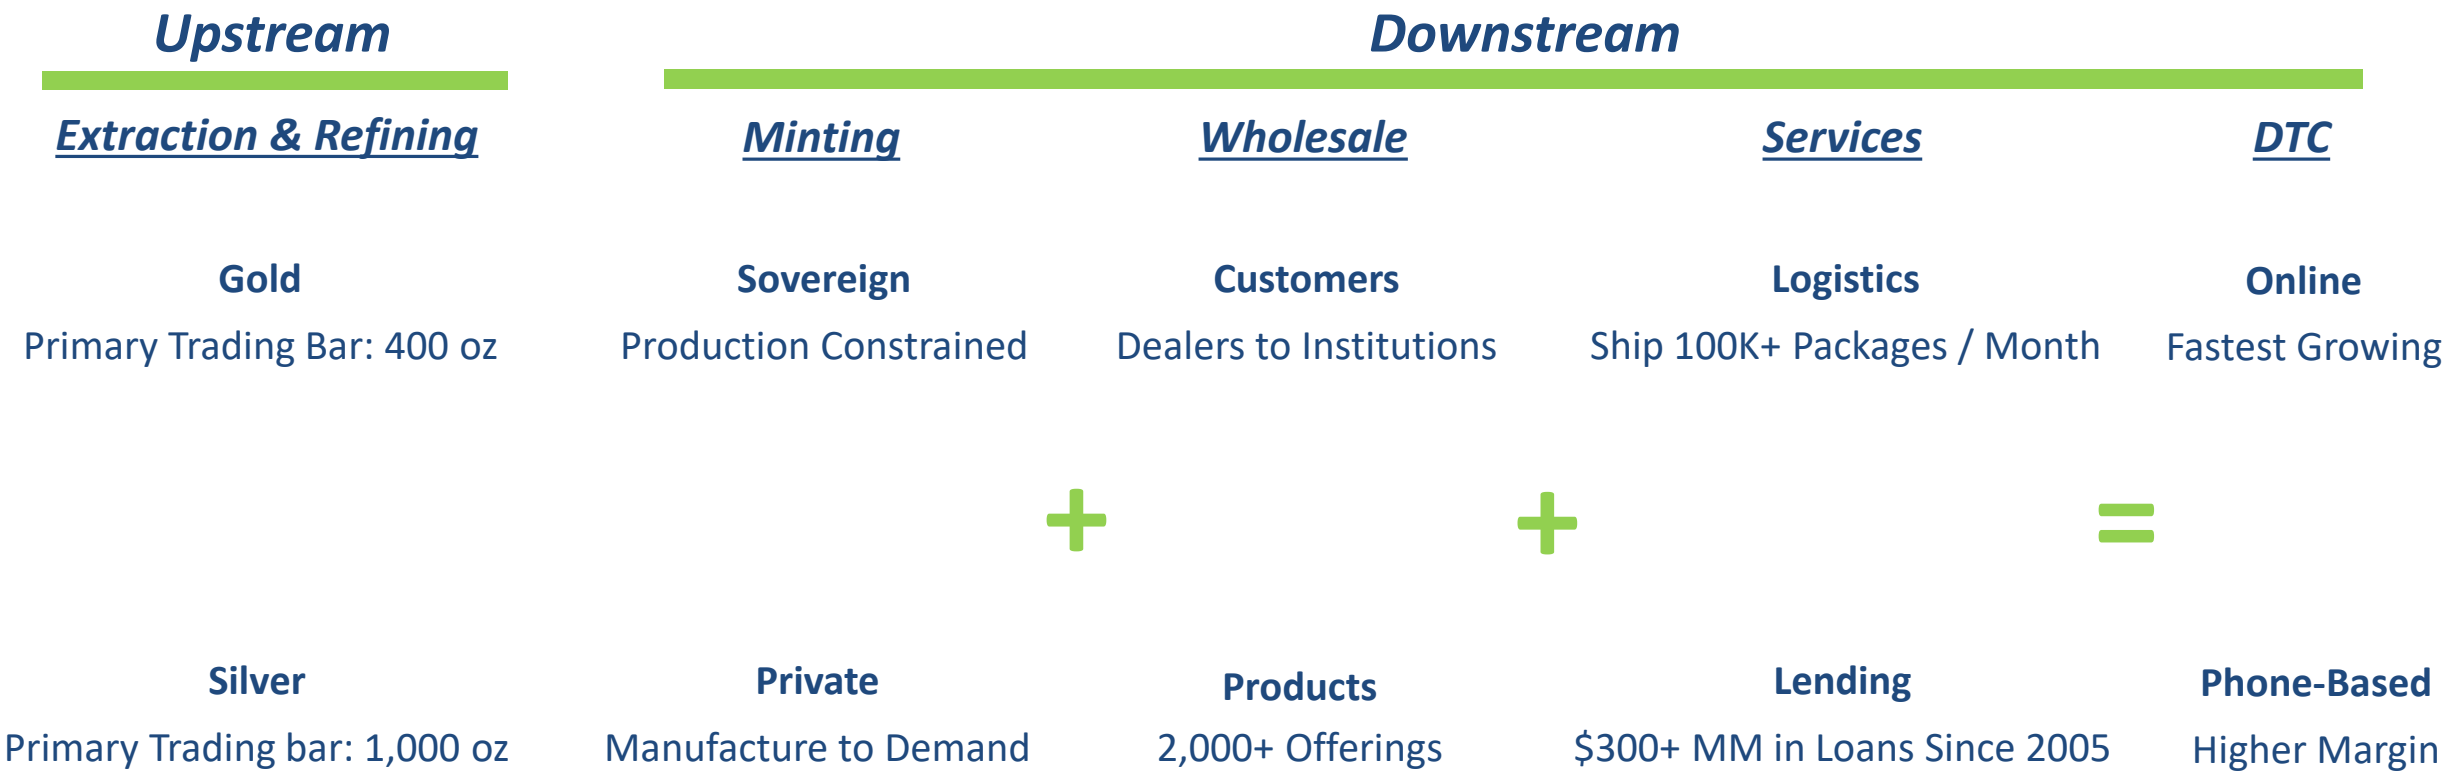 Upstream
Downstream
Extraction & Refining
Minting
Wholesale
Services
DTC
Gold
Sovereign
Customers
Logistics
Online
Primary Trading Bar: 400 oz
Production Constrained
Dealers to Institutions
Ship 100K+ Packages / Month
Fastest Growing
+
+
=
Silver
Private
Products
Lending
Phone-Based
Primary Trading bar: 1,000 oz
Manufacture to Demand
2,000+ Offerings
$300+ MM in Loans Since 2005
Higher Margin